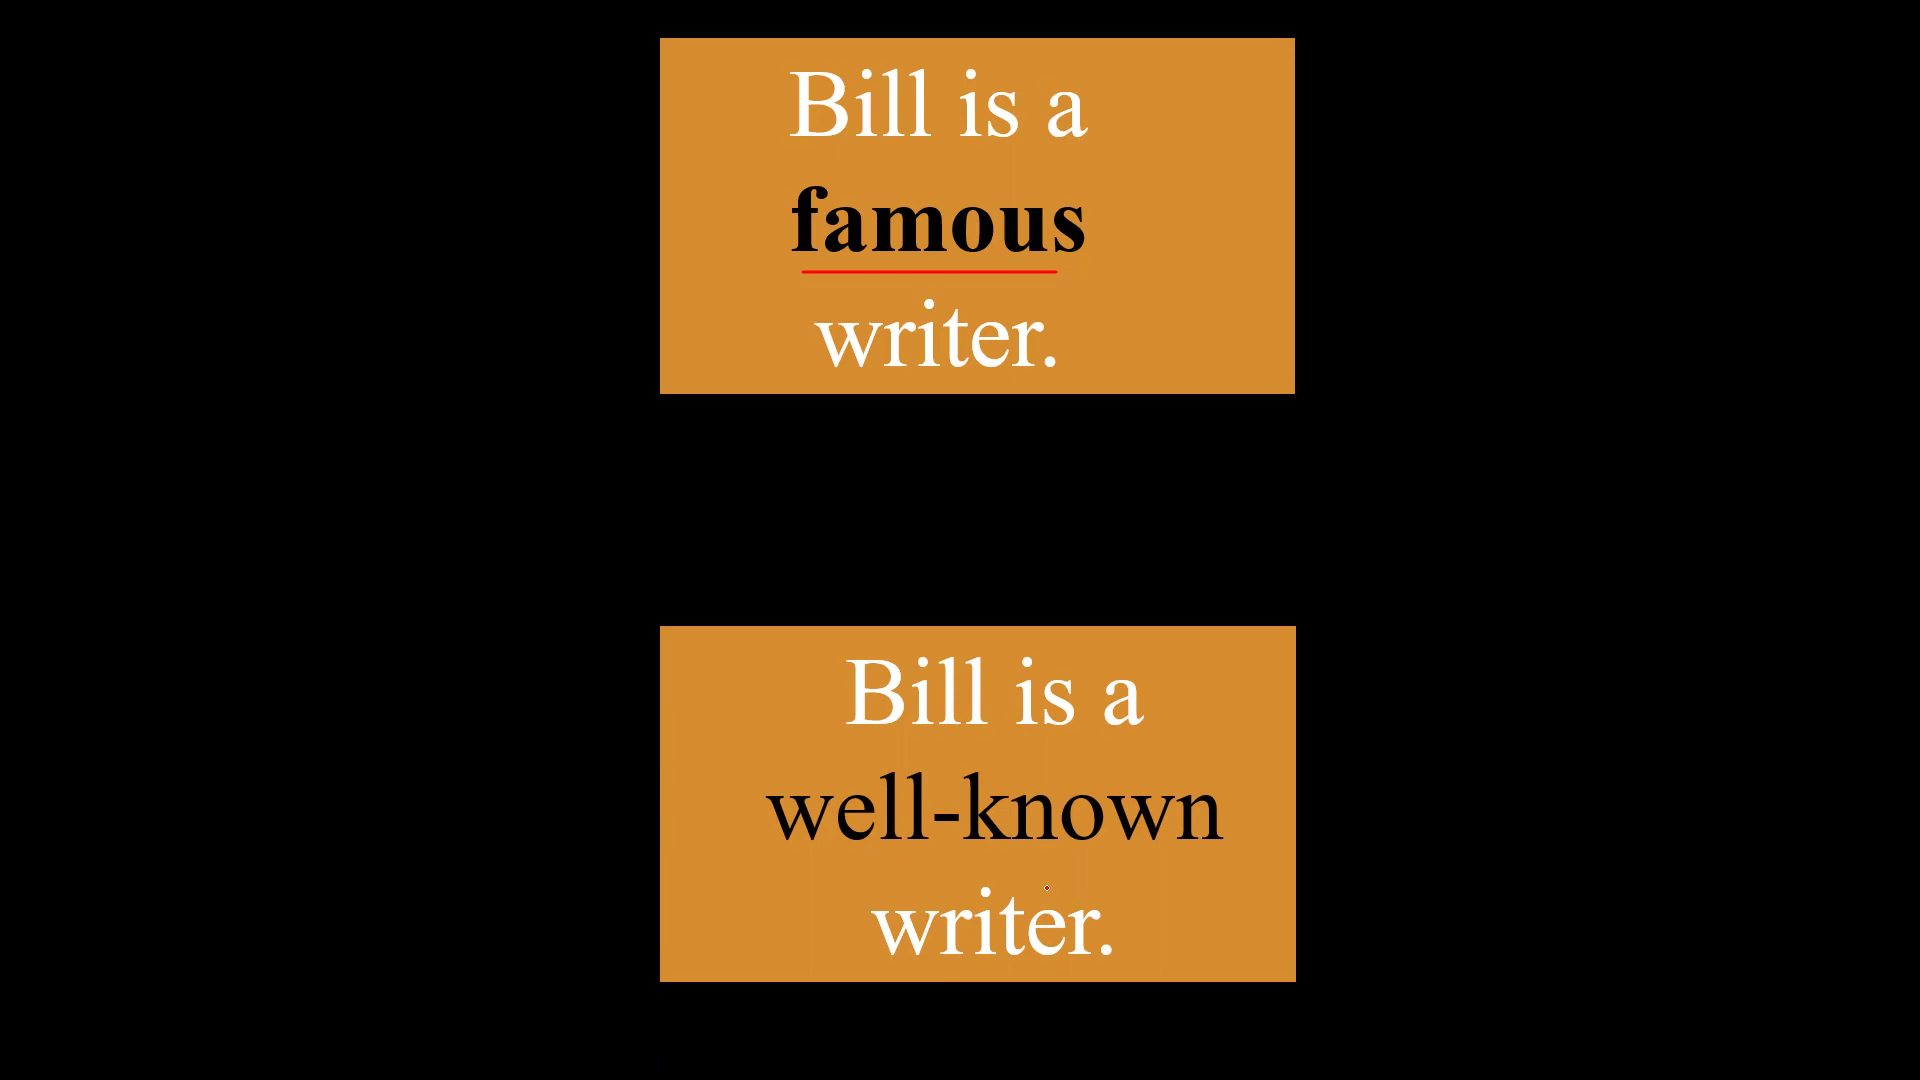 Bill is a
famous
writer.
Bill is a
well-known
writer.